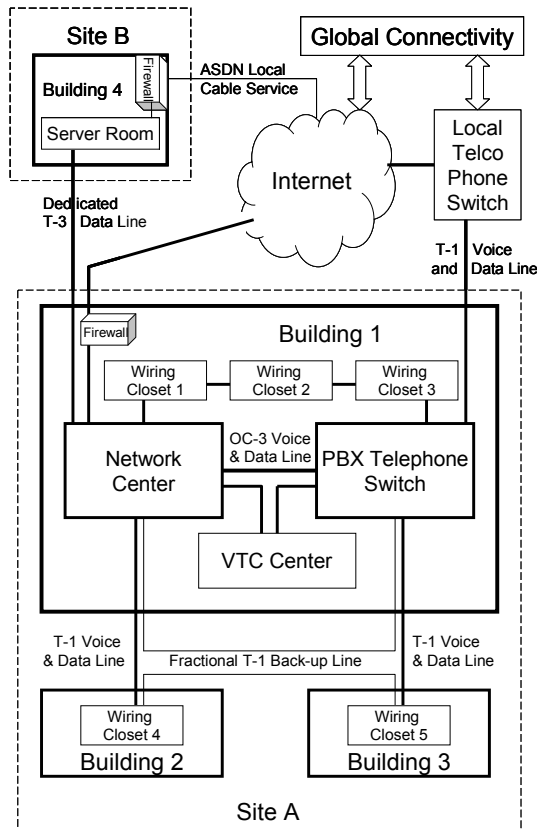 Site B
Global Connectivity
Building 4
Firewall
ASDN Local
Cable Service
Server Room
Internet
Local
Telco
Phone
Switch
Dedicated
T-3 Data Line
T-1 Voice
and Data Line
Firewall
Building 1
Wiring
Closet 1
Wiring
Closet 2
Wiring
Closet 3
Network
Center
OC-3 Voice
& Data Line
PBX Telephone
Switch
VTC Center
T-1 Voice
& Data Line
Fractional T-1 Back-up Line
T-1 Voice
& Data Line
Wiring
Closet 4
Building 2
Wiring
Closet 5
Building 3
Site A